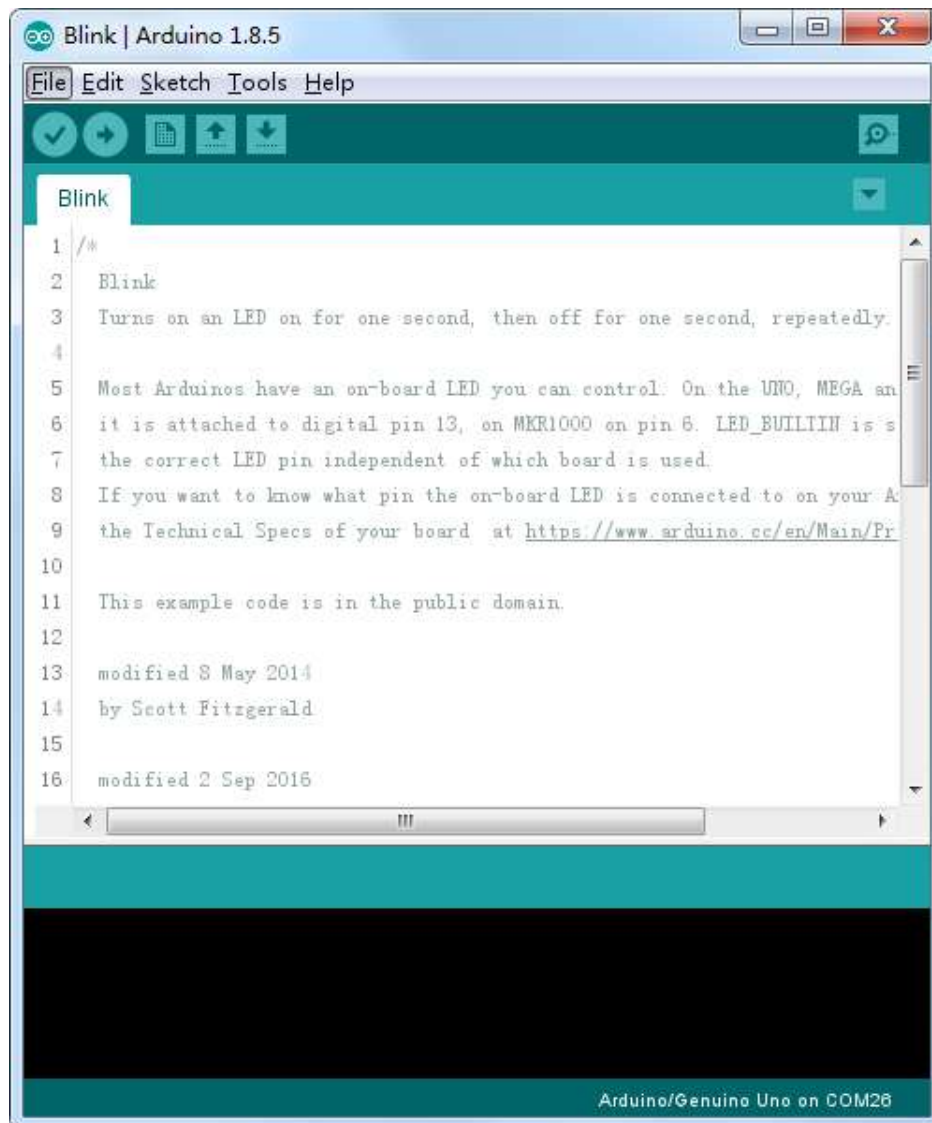 Blink | Arduino 1.8.5
File Edit Sketch Tools Help
Blink
1 /*
2 Blink
3 Turns on an LED on for one second, then off for one second, repeatedly.
4
5 Most Arduinos have an on-board LED you can control. On the UNO, MEGA an
6 it is attached to digital pin 13, on MKR1000 on pin 6. LED_BUILTIN is s
7 the correct LED pin independent of which board is used.
8 If you want to know what pin the on-board LED is connected to on your A
9 the Technical Specs of your board at https://www.arduino.cc/en/Main/Pr
10
11 This example code is in the public domain.
12
13 modified 8 May 2014
14 by Scott Fitzgerald
15
16 modified 2 Sep 2016
Arduino/Genuino Uno on COM26